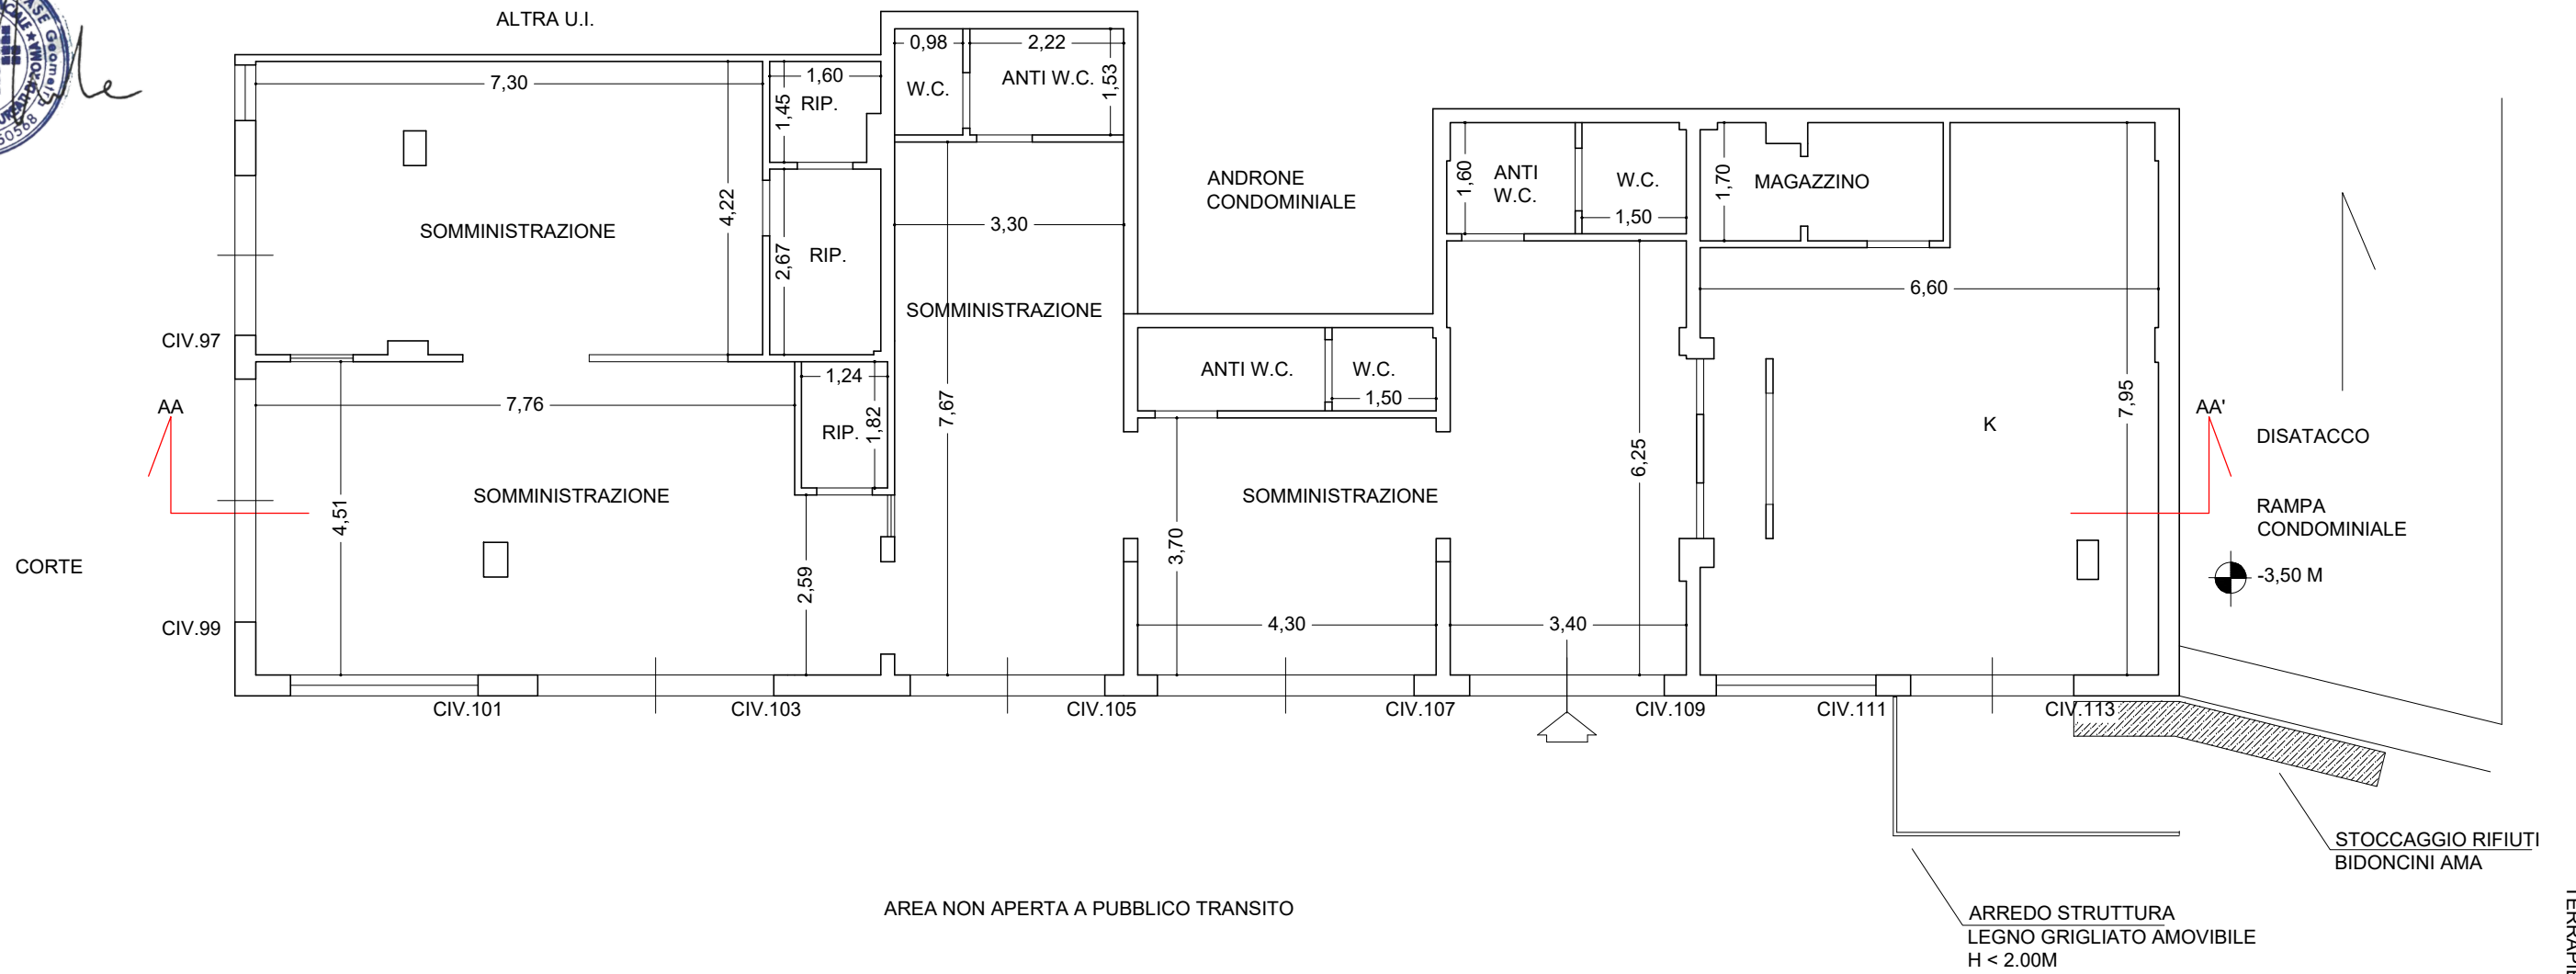 ALTRA U.I.
0,98
2,22
W.C.
ANTI W.C.
1,53
7,30
1,60
RIP.
1,45
4,22
SOMMINISTRAZIONE
2,67
RIP.
3,30
SOMMINISTRAZIONE
ANDRONE
CONDOMINIALE
1,60
ANTI
W.C.
W.C.
1,50
1,70
MAGAZZINO
6,60
CIV.97
ANTI W.C.
W.C.
1,50
1,24
RIP.
1,82
7,76
7,67
AA
4,51
SOMMINISTRAZIONE
2,59
SOMMINISTRAZIONE
3,70
6,25
K
7,95
AA'
DISATACCO
RAMPA
CONDOMINIALE
-3,50 M
CORTE
CIV.99
4,30
3,40
CIV.101
CIV.103
CIV.105
CIV.107
CIV.109
CIV.111
CIV.113
STOCCAGGIO RIFIUTI
BIDONCINI AMA
AREA NON APERTA A PUBBLICO TRANSITO
ARREDO STRUTTURA
LEGNO GRIGLIATO AMOVIBILE
H < 2.00M